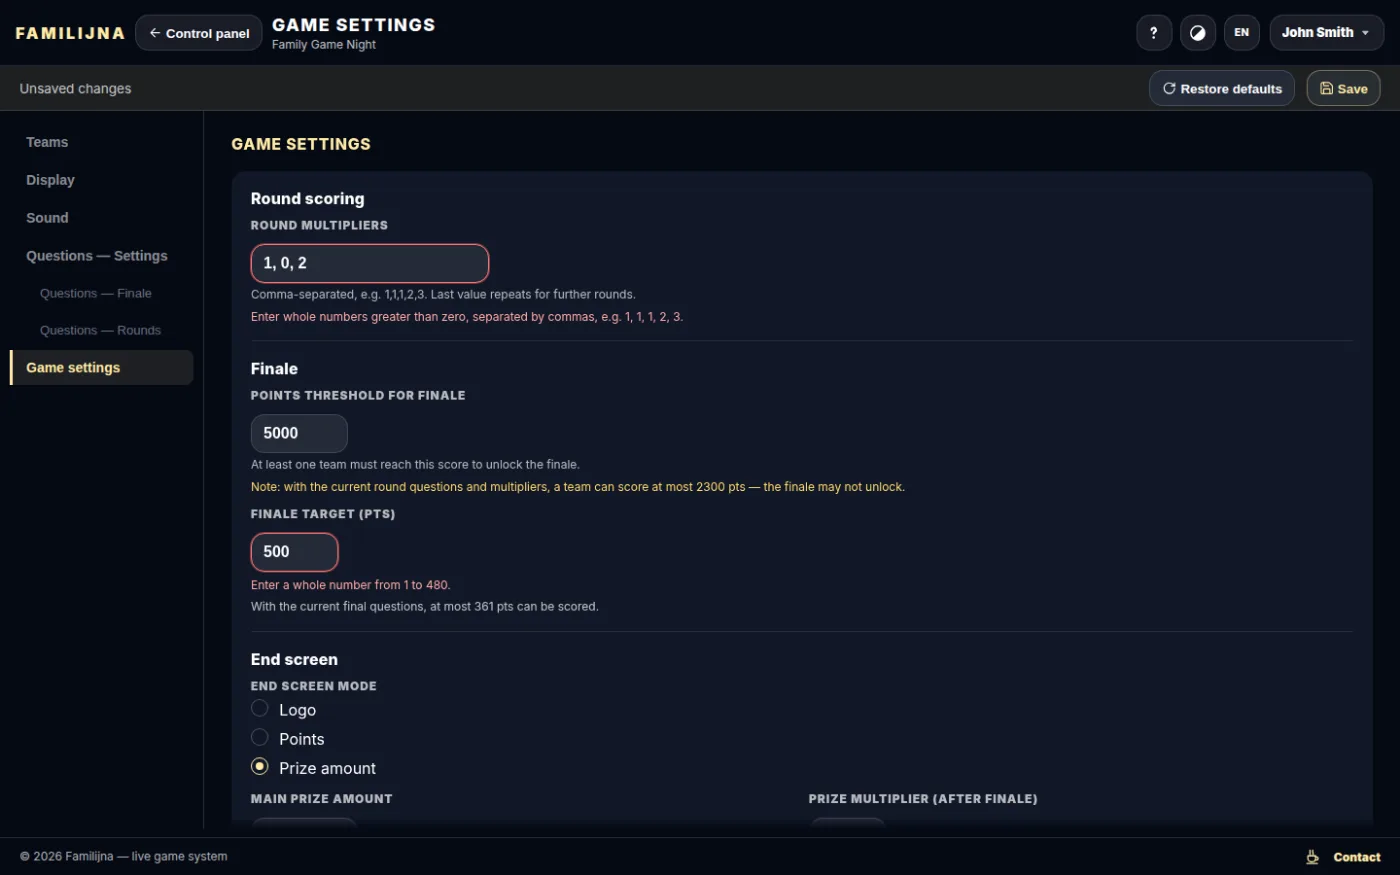 FAMILIJNA
← Control panel
GAME SETTINGS
Family Game Night
?
EN
John Smith
Unsaved changes
Restore defaults
Save
Teams
Display
Sound
Questions — Settings
Questions — Finale
Questions — Rounds
Game settings
GAME SETTINGS
Round scoring
ROUND MULTIPLIERS
1, 0, 2
Comma-separated, e.g. 1,1,1,2,3. Last value repeats for further rounds.
Enter whole numbers greater than zero, separated by commas, e.g. 1, 1, 1, 2, 3.
Finale
POINTS THRESHOLD FOR FINALE
5000
At least one team must reach this score to unlock the finale.
Note: with the current round questions and multipliers, a team can score at most 2300 pts — the finale may not unlock.
FINALE TARGET (PTS)
500
Enter a whole number from 1 to 480.
With the current final questions, at most 361 pts can be scored.
End screen
END SCREEN MODE
Logo
Points
Prize amount
MAIN PRIZE AMOUNT
PRIZE MULTIPLIER (AFTER FINALE)
© 2026 Familijna — live game system
Contact